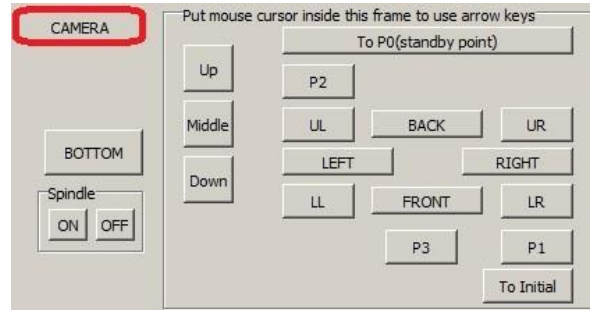 CAMERA
Put mouse cursor inside this frame to use arrow keys
To P0(standby point)
Up
P2
Middle
UL
BACK
UR
BOTTOM
LEFT
RIGHT
Down
Spindle
LL
FRONT
LR
ON
OFF
P3
P1
To Initial